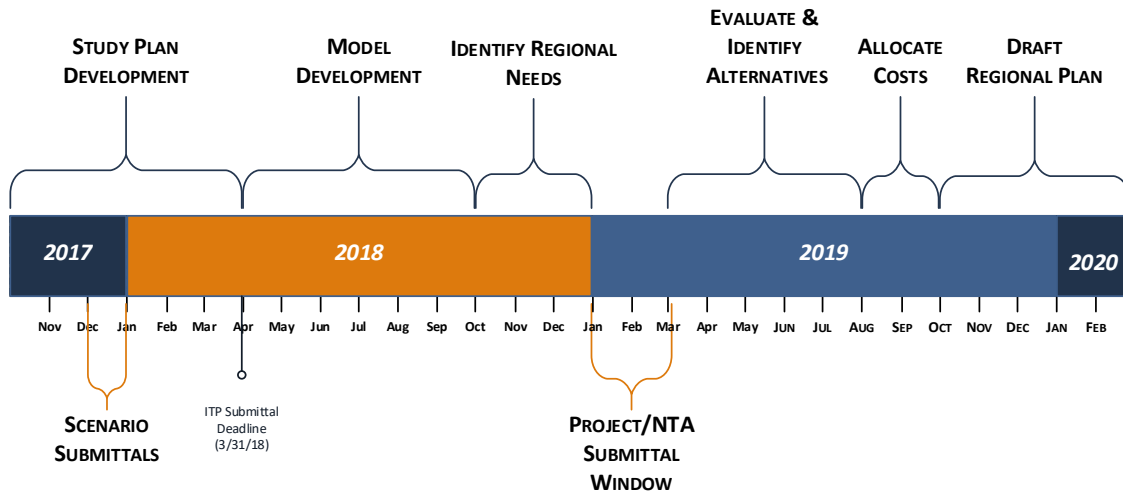 STUDY PLAN
DEVELOPMENT
MODEL
DEVELOPMENT
IDENTIFY REGIONAL
NEEDS
EVALUATE &
IDENTIFY
ALTERNATIVES
ALLOCATE
COSTS
DRAFT
REGIONAL PLAN
2017
2018
2019
2020
Nov Dec Jan Feb Mar Apr May Jun Jul Aug Sep Oct Nov Dec Jan Feb Mar Apr May Jun Jul Aug Sep Oct Dec Jan Feb
SCENARIO
SUBMITTALS
ITP Submittal
Deadline
(3/31/18)
PROJECT/NTA
SUBMITTAL
WINDOW